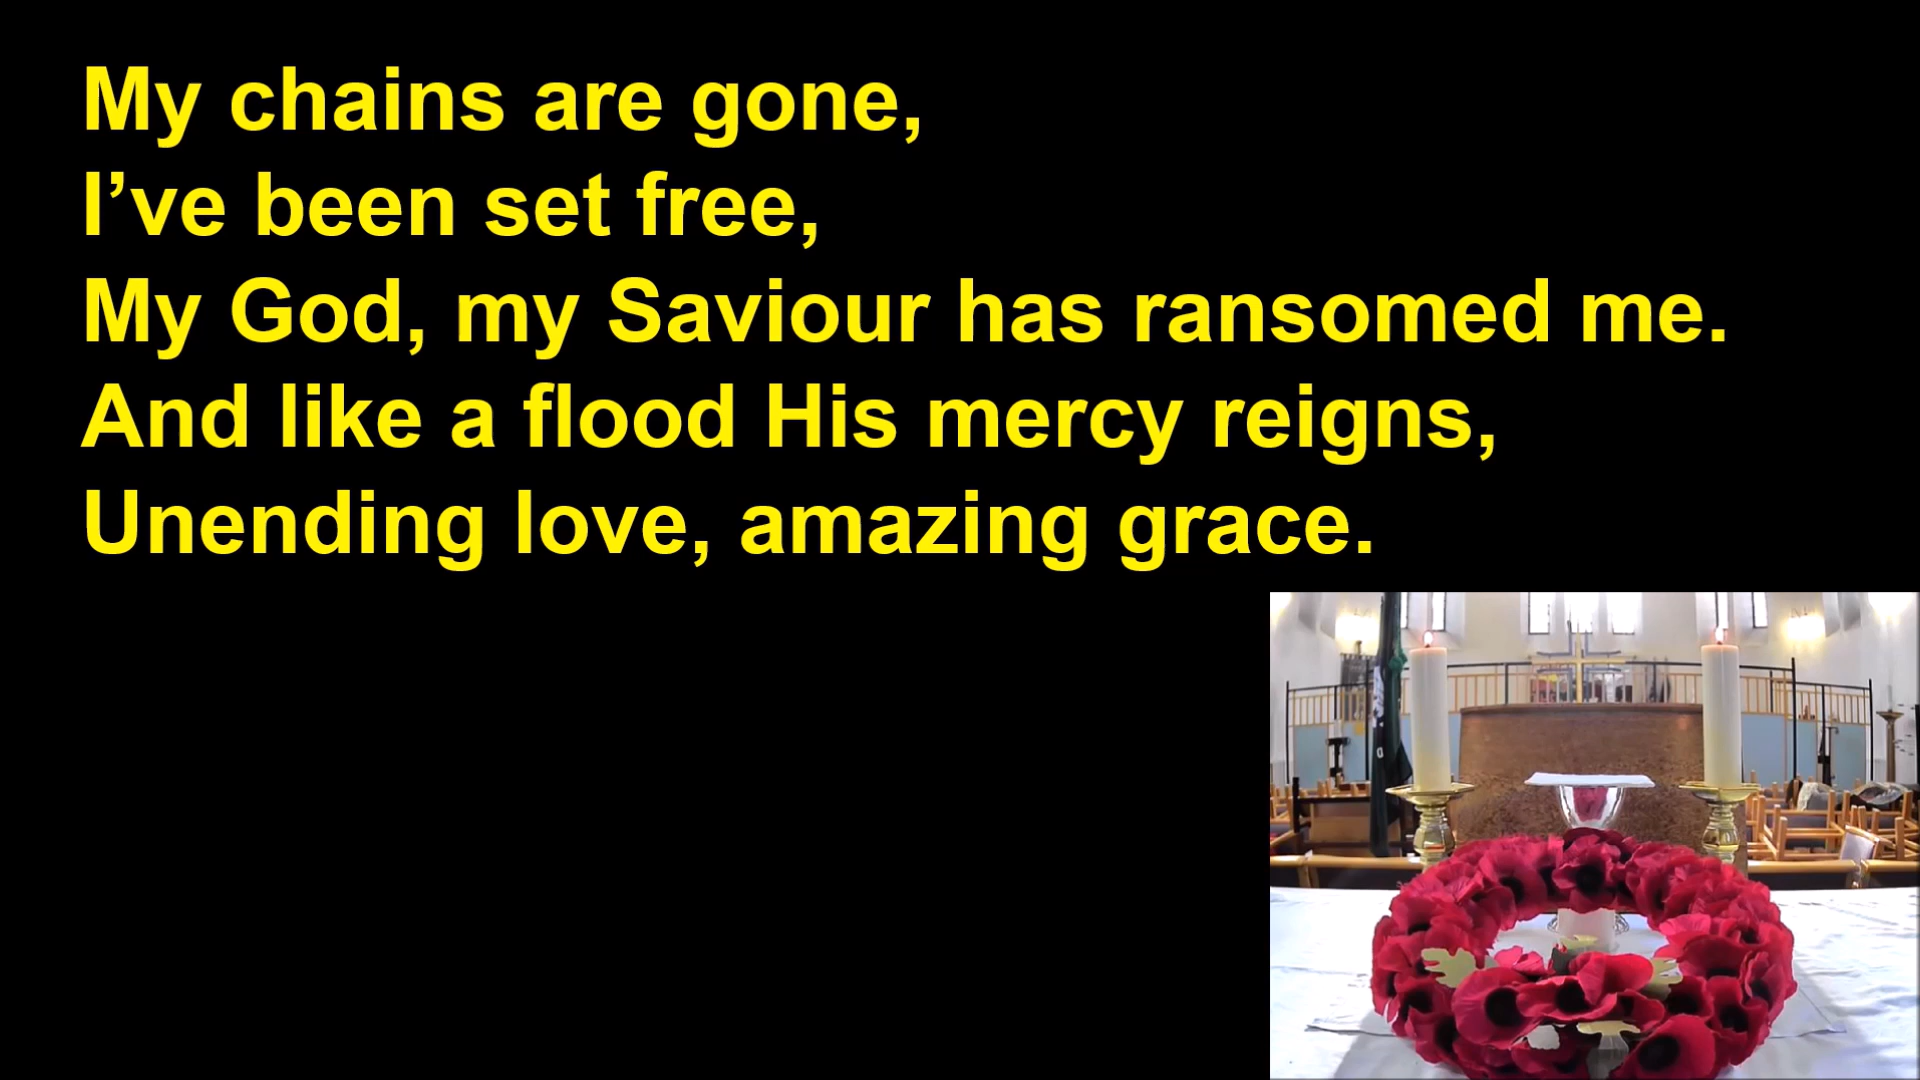 My chains are gone,
I’ve been set free,
My God, my Saviour has ransomed me.
And like a flood His mercy reigns,
Unending love, amazing grace.